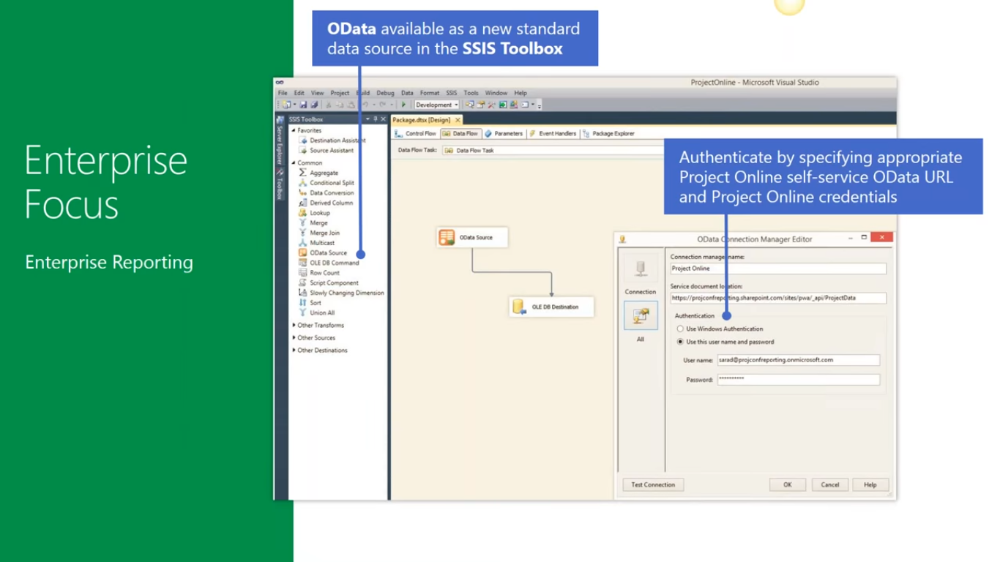 Enterprise
Focus
Enterprise Reporting
OData available as a new standard
data source in the SSIS Toolbox
ProjectOnline - Microsoft Visual Studio
File Edit View Project Build Debug Data Format SSIS Tools Window Help
Development
Server Explorer
Toolbox
SSIS Toolbox
Favorites
Destination Assistant
Source Assistant
Common
Aggregate
Conditional Split
Data Conversion
Derived Column
Lookup
Merge
Merge Join
Multicast
OData Source
OLE DB Command
Row Count
Script Component
Slowly Changing Dimension
Sort
Union All
Other Transforms
Other Sources
Other Destinations
Package.dtsx [Design]
Control Flow Data Flow Parameters Event Handlers Package Explorer
Data Flow Task: Data Flow Task
OData Source
OLE DB Destination
Authenticate by specifying appropriate
Project Online self-service OData URL
and Project Online credentials
OData Connection Manager Editor
Connection
All
Connection manager name:
Project Online
Service document location:
https://projconfreporting.sharepoint.com/sites/pwa/_api/ProjectData
Authentication
Use Windows Authentication
Use this user name and password
User name: sarad@projconfreporting.onmicrosoft.com
Password: **********
Test Connection OK Cancel Help